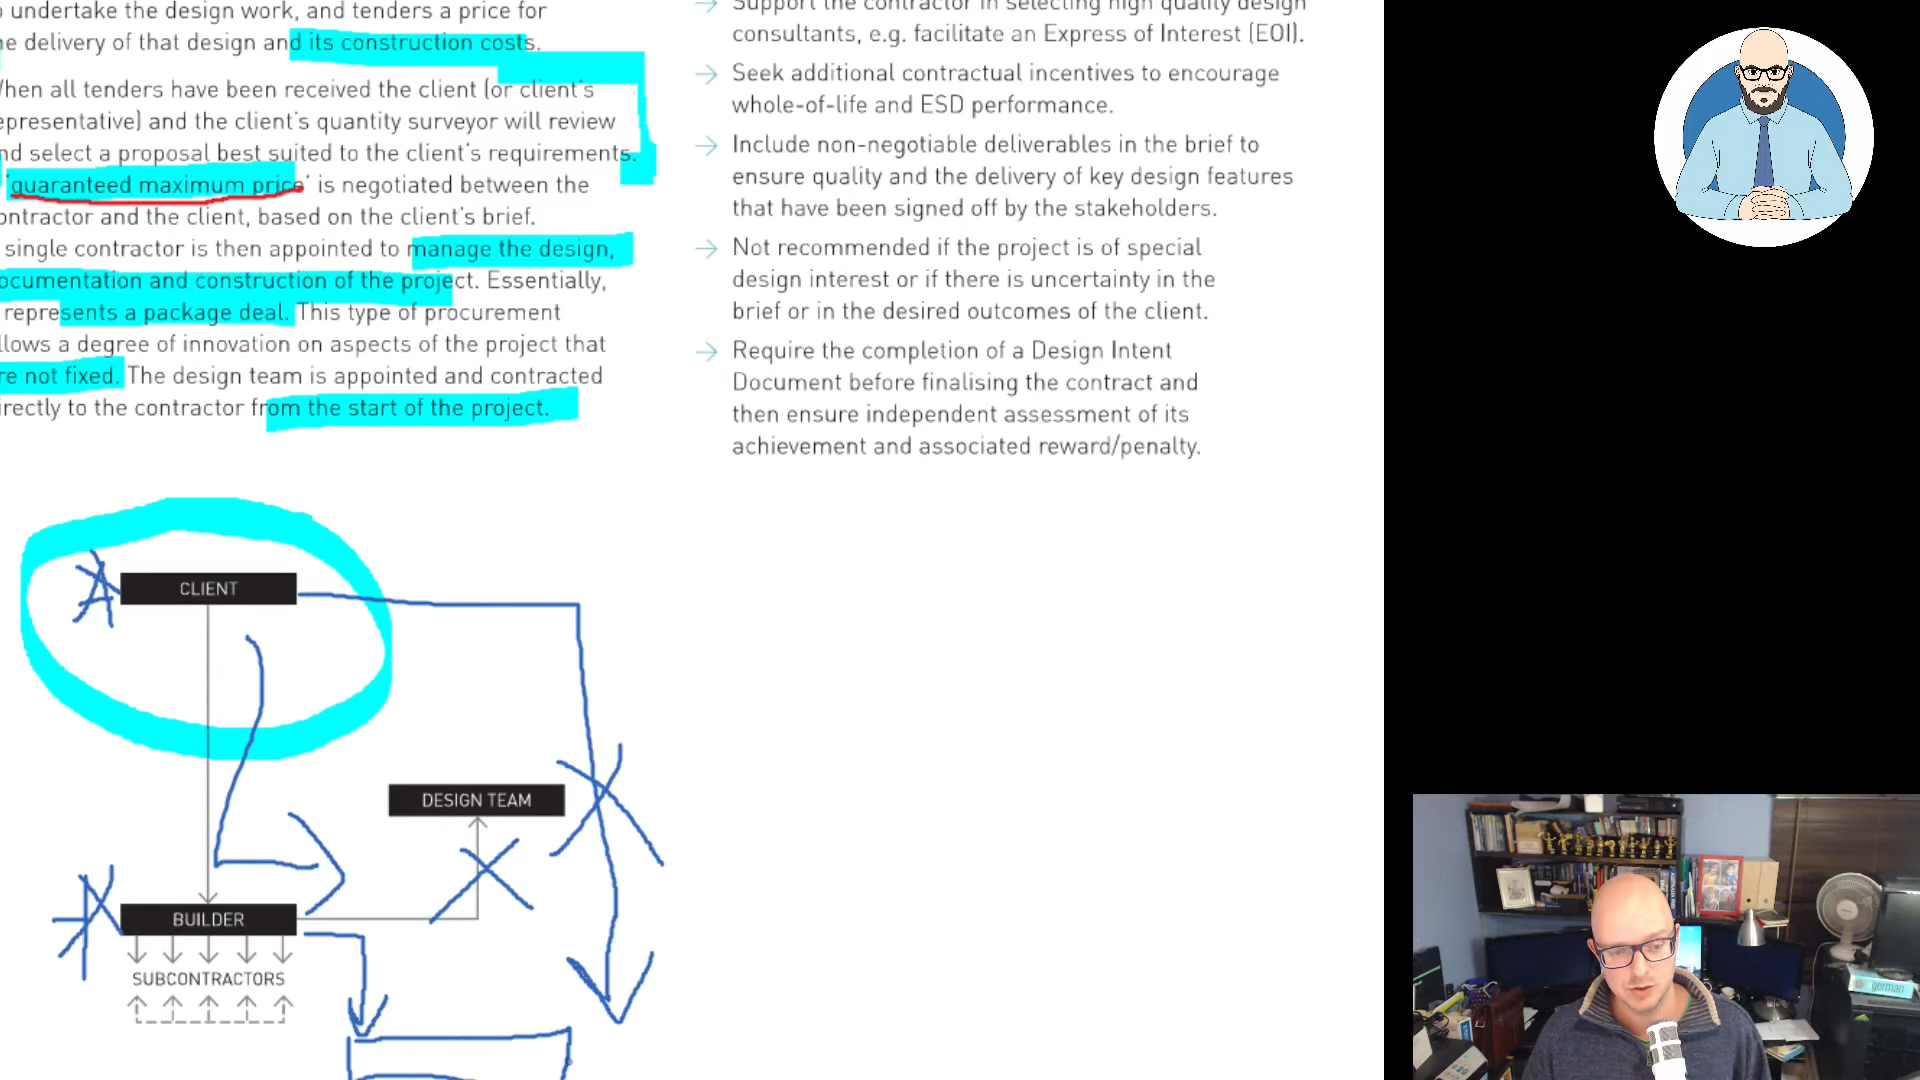 undertake the design work, and tenders a price for
e delivery of that design and its construction costs.
hen all tenders have been received the client (or client's
epresentative) and the client's quantity surveyor will review
nd select a proposal best suited to the client's requirements.
'guaranteed maximum price' is negotiated between the
ontractor and the client, based on the client's brief.
single contractor is then appointed to manage the design,
ocumentation and construction of the project. Essentially,
represents a package deal. This type of procurement
llows a degree of innovation on aspects of the project that
re not fixed. The design team is appointed and contracted
irectly to the contractor from the start of the project.
CLIENT
DESIGN TEAM
BUILDER
SUBCONTRACTORS
→ Support the contractor in selecting high quality design
consultants, e.g. facilitate an Express of Interest (EOI).
→ Seek additional contractual incentives to encourage
whole-of-life and ESD performance.
→ Include non-negotiable deliverables in the brief to
ensure quality and the delivery of key design features
that have been signed off by the stakeholders.
→ Not recommended if the project is of special
design interest or if there is uncertainty in the
brief or in the desired outcomes of the client.
→ Require the completion of a Design Intent
Document before finalising the contract and
then ensure independent assessment of its
achievement and associated reward/penalty.
german